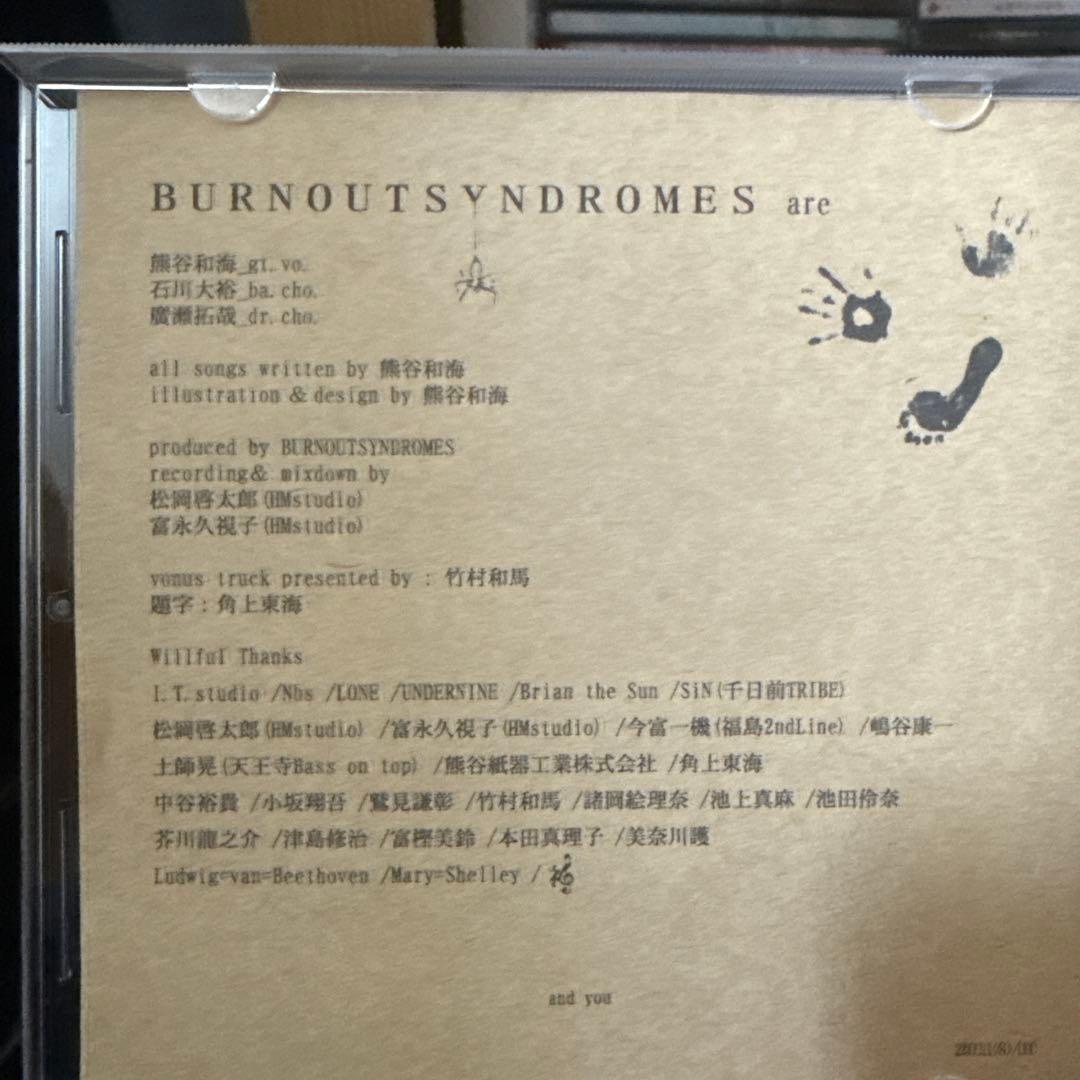 BURNOUTSYNDROMES are
熊谷和海_gt.vo.
石川大裕_ba.cho.
廣瀬拓哉_dr.cho.
all songs written by 熊谷和海
illustration & design by 熊谷和海
produced by BURNOUTSYNDROMES
recording& mixdown by
松岡啓太郎(HMstudio)
富永久視子(HMstudio)
vonus truck presented by : 竹村和馬
題字 : 角上東海
Willful Thanks
I.T.studio /Nbs /LONE /UNDERNINE /Brian the Sun /SiN(千日前TRIBE)
松岡啓太郎(HMstudio) /富永久視子(HMstudio) /今富一機(福島2ndLine) /嶋谷康一
土師晃(天王寺Bass on top) /熊谷紙器工業株式会社 /角上東海
中谷裕貴 /小坂翔吾 /鷲見謙彰 /竹村和馬 /諸岡絵理奈 /池上真麻 /池田伶奈
芥川龍之介 /津島修治 /富樫美鈴 /本田真理子 /美奈川護
Ludwig=van=Beethoven /Mary=Shelley /
and you